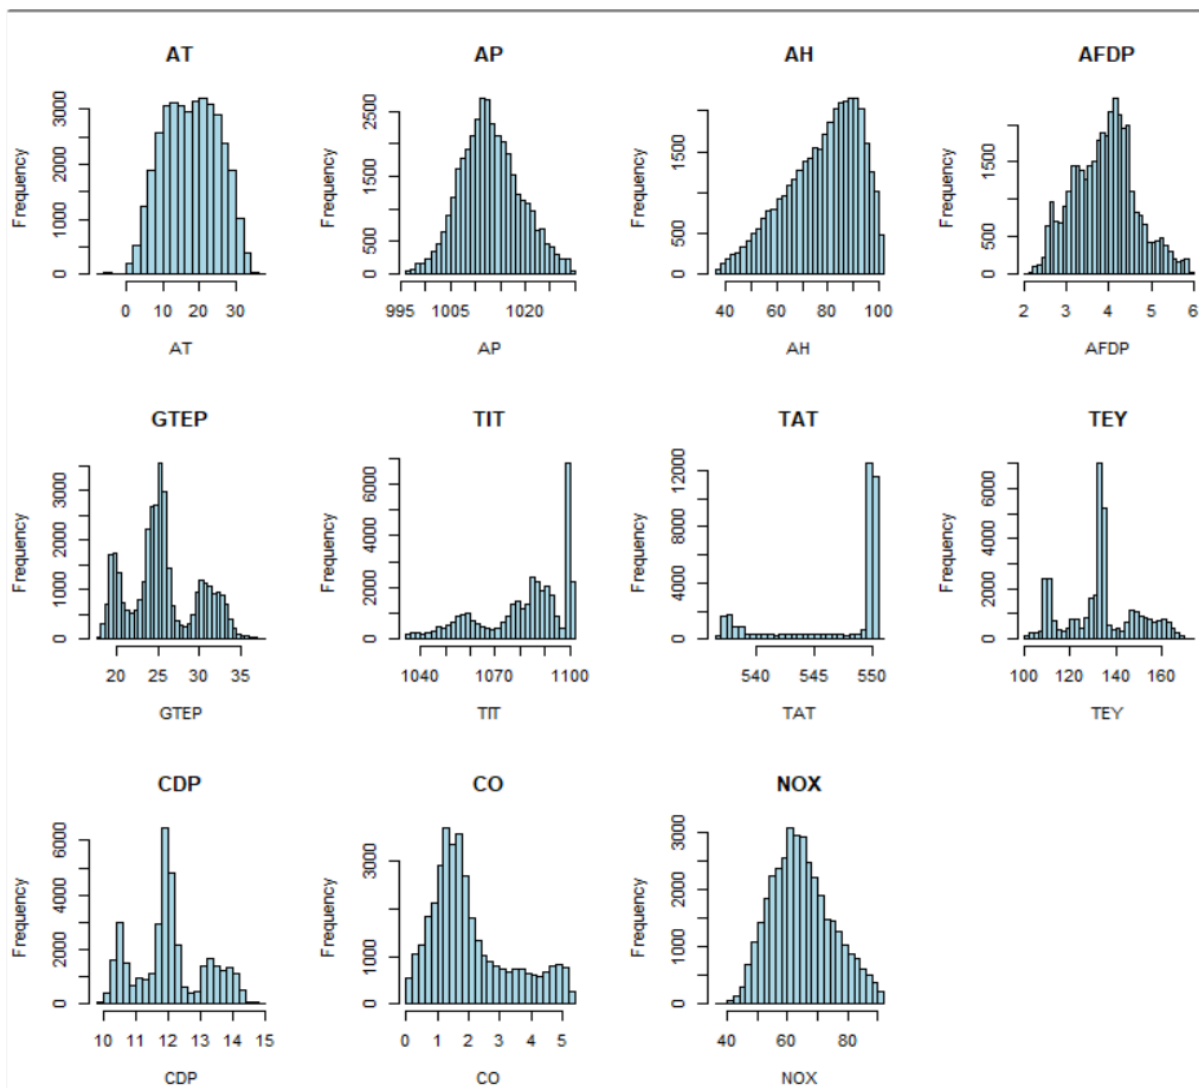 AT
Frequency
0 1000 2000 3000
0 10 20 30
AT
AP
Frequency
0 500 1500 2500
995 1005 1020
AP
AH
Frequency
0 500 1500
40 60 80 100
AH
AFDP
Frequency
0 500 1500
2 3 4 5 6
AFDP
GTEP
Frequency
0 1000 2000 3000
20 25 30 35
GTEP
TIT
Frequency
0 2000 4000 6000
1040 1070 1100
TIT
TAT
Frequency
0 4000 8000 12000
540 545 550
TAT
TEY
Frequency
0 2000 4000 6000
100 120 140 160
TEY
CDP
Frequency
0 2000 4000 6000
10 11 12 13 14 15
CDP
CO
Frequency
0 1000 3000
0 1 2 3 4 5
CO
NOX
Frequency
0 1000 2000 3000
40 60 80
NOX